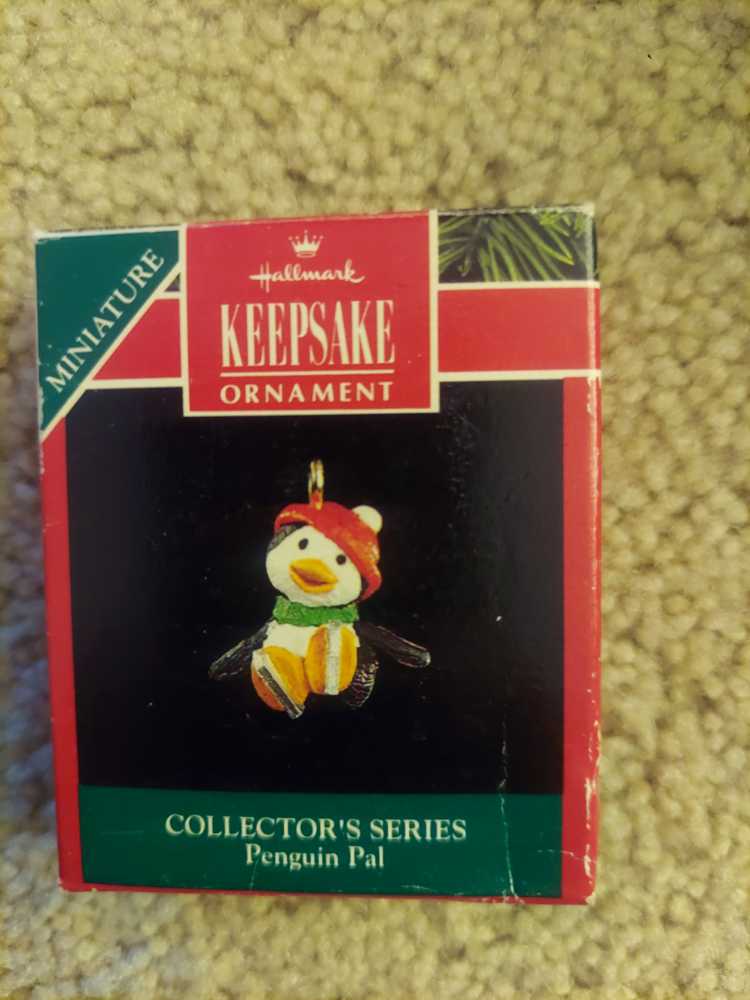 MINIATURE
Hallmark
KEEPSAKE
ORNAMENT
COLLECTOR'S SERIES
Penguin Pal